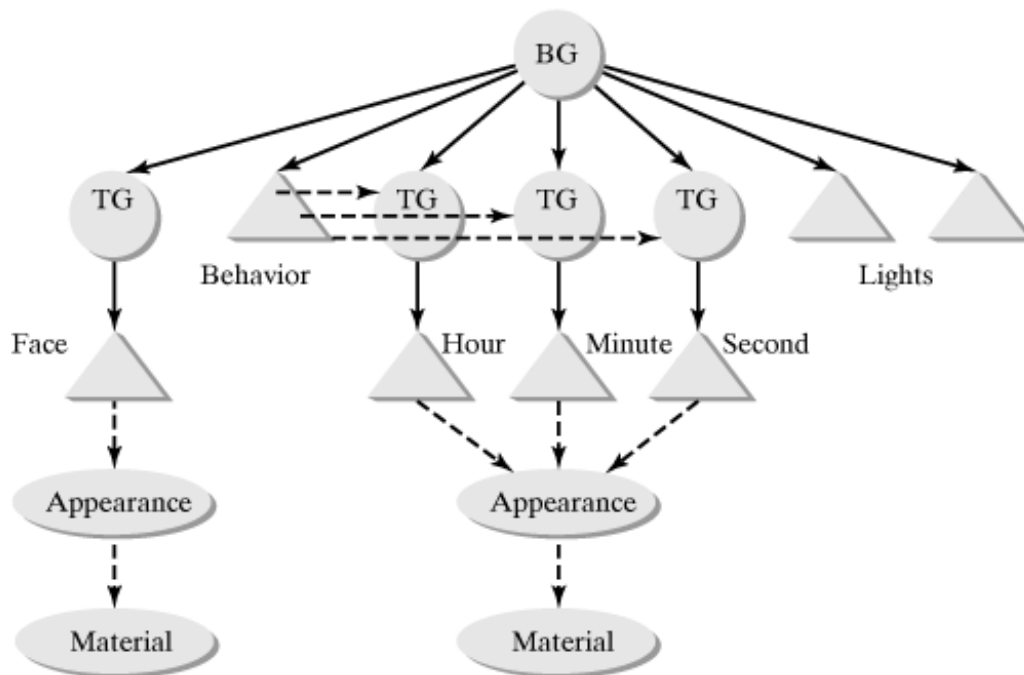 BG
TG
TG
TG
TG
Behavior
Lights
Face
Hour
Minute
Second
Appearance
Appearance
Material
Material